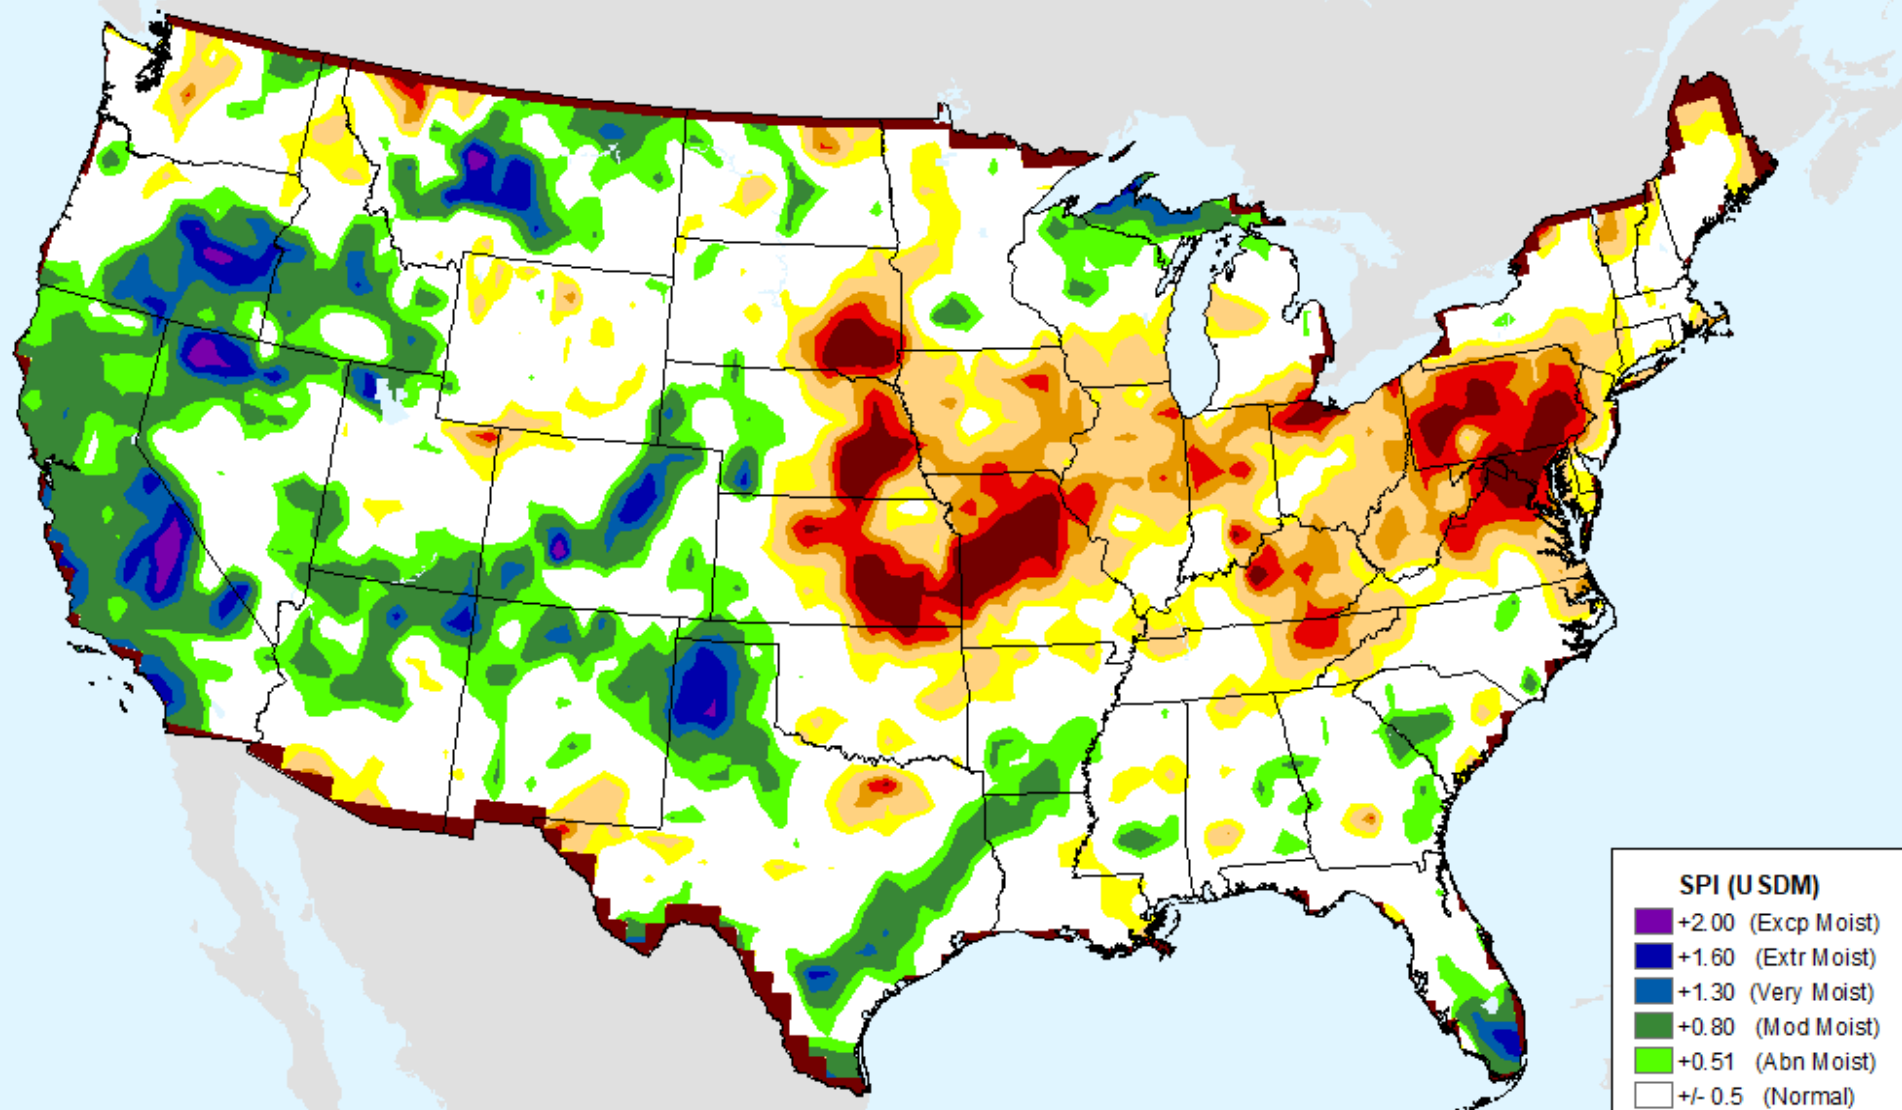 SPI (USDM)
+2.00 (Excp Moist)
+1.60 (Extr Moist)
+1.30 (Very Moist)
+0.80 (Mod Moist)
+0.51 (Abn Moist)
+/- 0.5 (Normal)